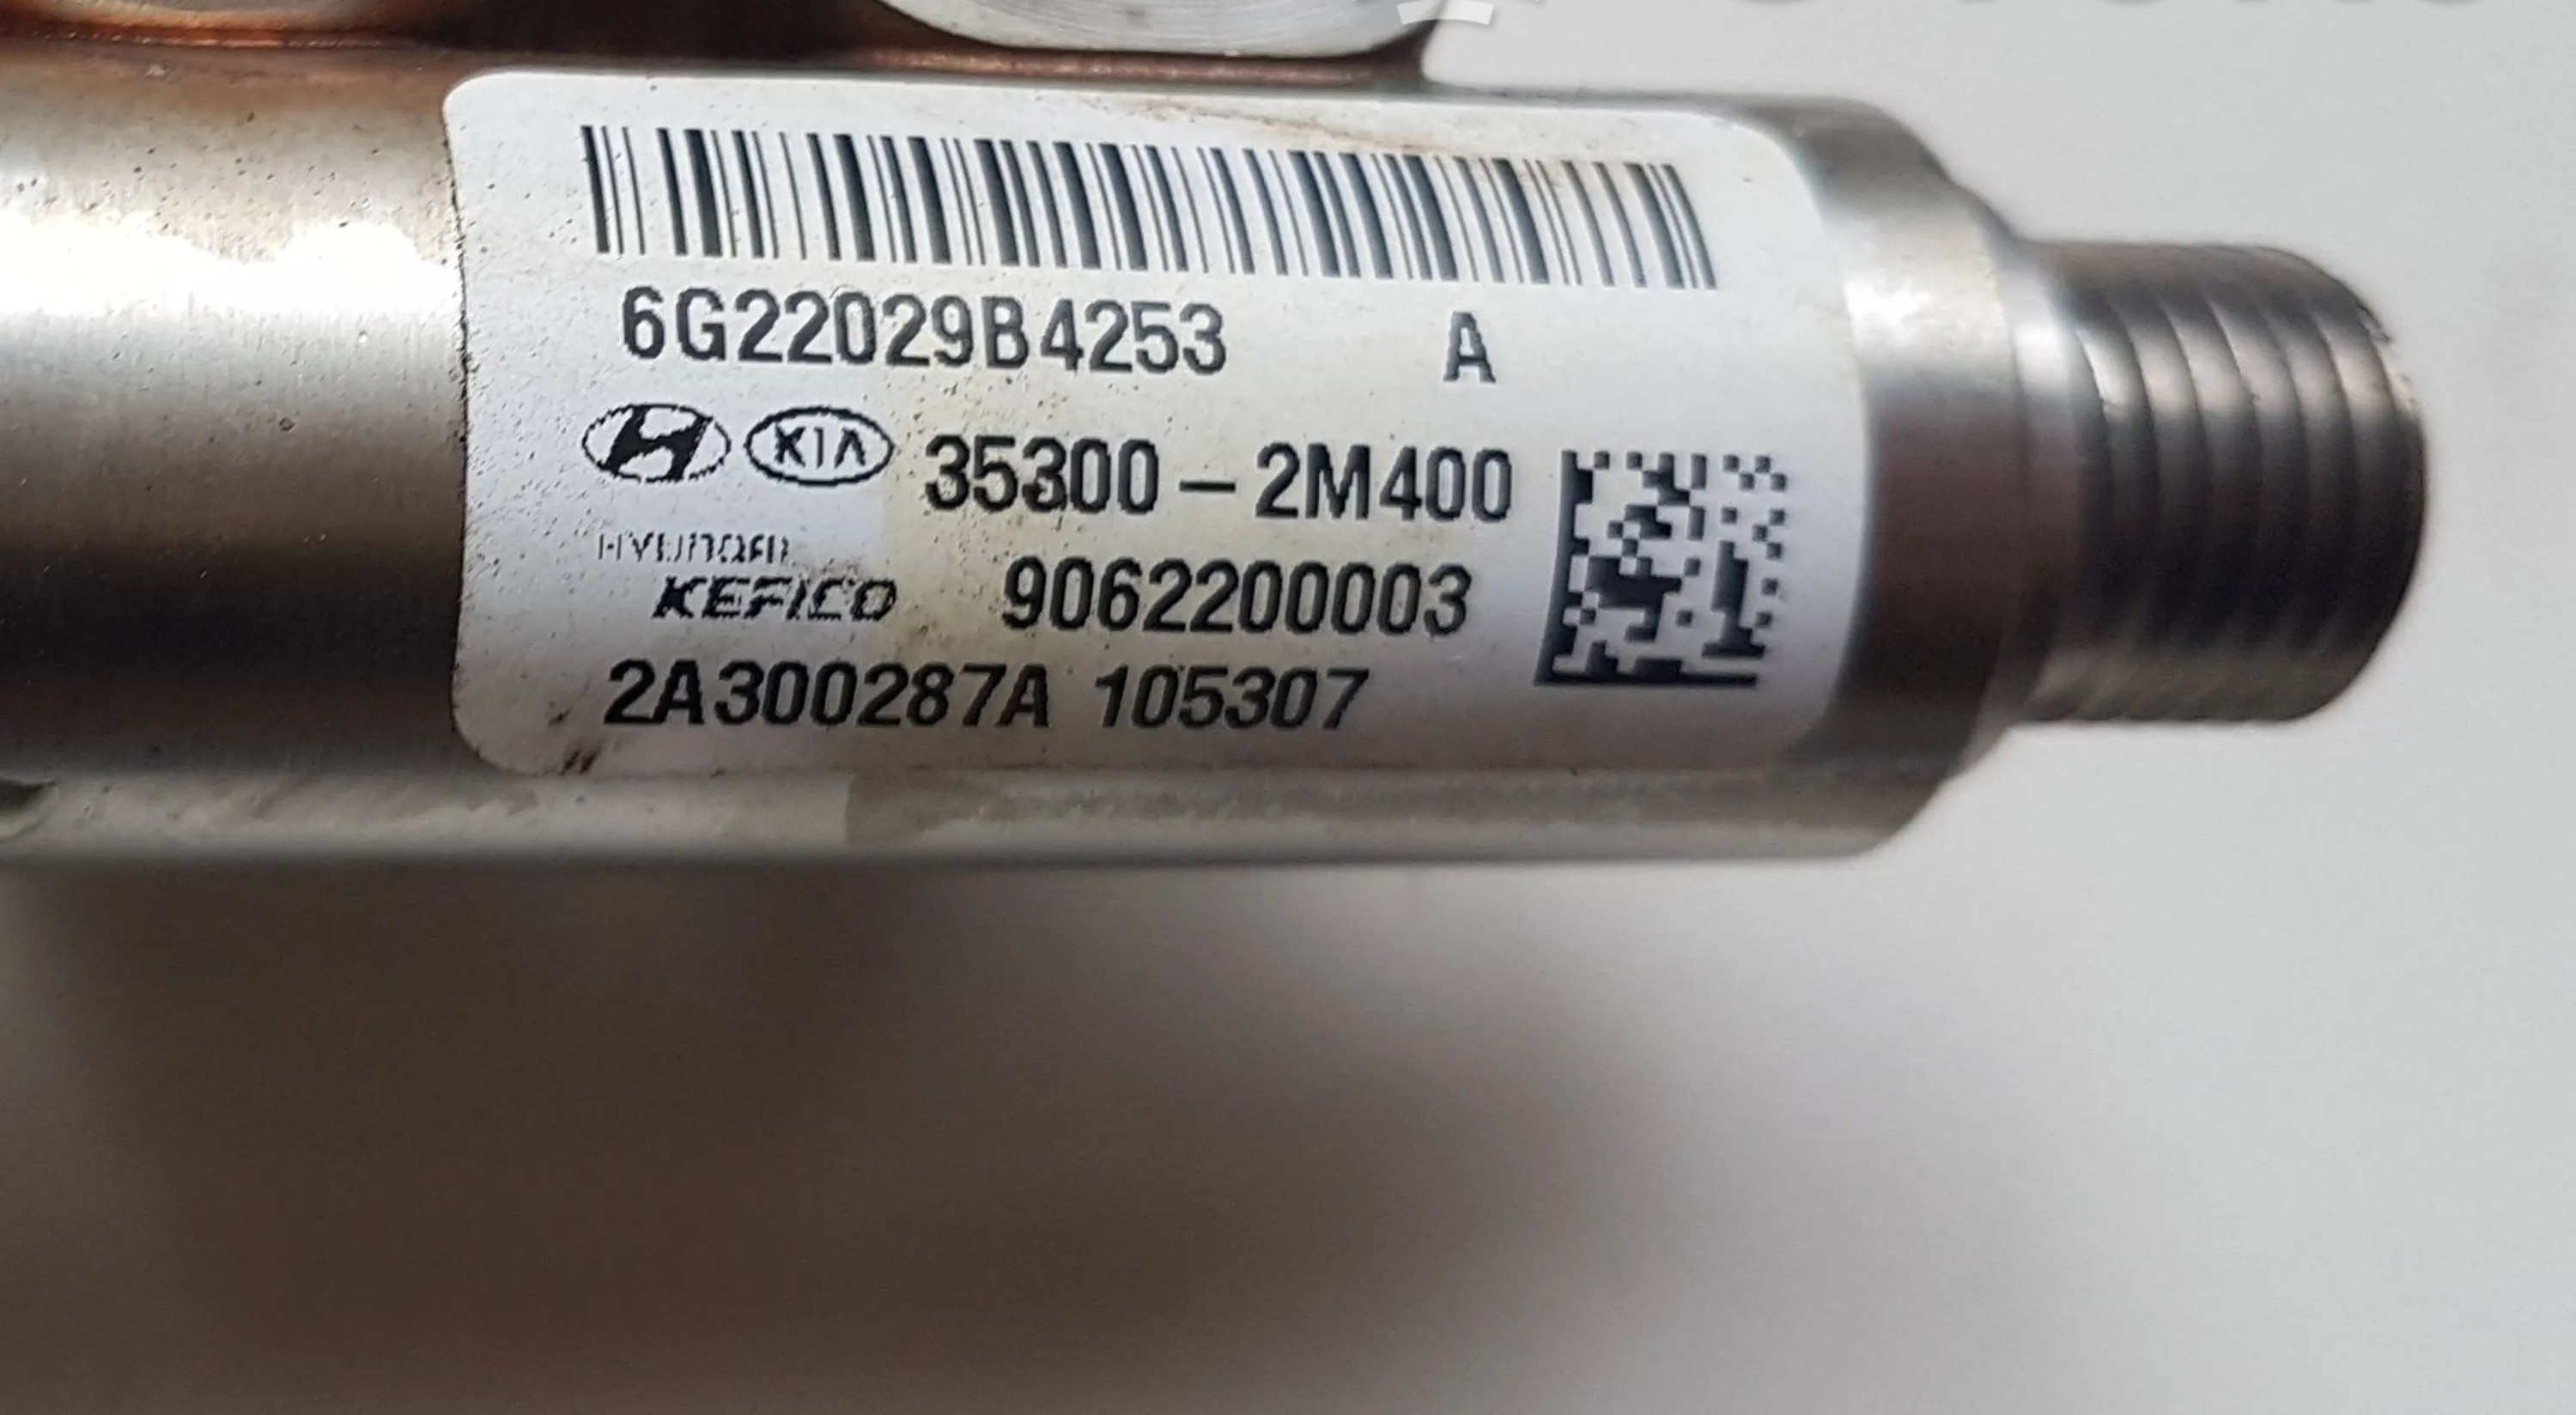 6G22029B4253 A
KIA 35300-2M400
HYUNDAI
KEFICO 9062200003
2A300287A 105307